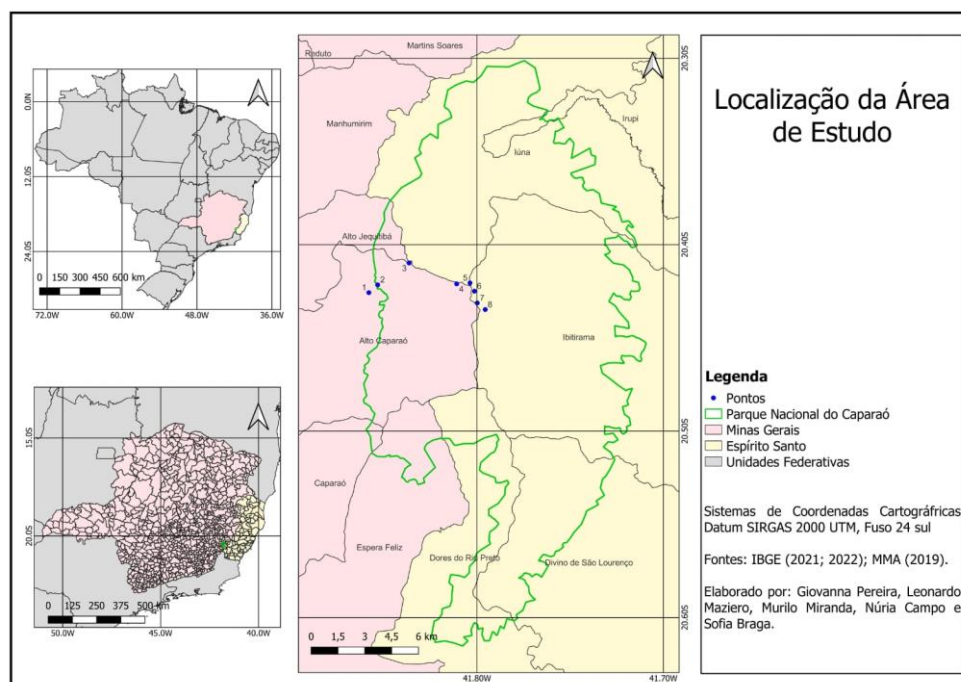 0.0N
12.0S
24.0S
0 150 300 450 600 km
72.0W 60.0W 48.0W 36.0W
15.0S
20.0S
0 125 250 375 500 km
50.0W 45.0W 40.0W
Martins Soares
Reduto
20.30S
Manhumirim
Irupi
Iúna
Alto Jequitibá
20.40S
3
2
1
5
4
6
7
8
Alto Caparaó
Ibitirama
20.50S
Caparaó
Espera Feliz
Dores do Rio Preto
Divino de São Lourenço
20.60S
0 1,5 3 4,5 6 km
41.80W 41.70W
Localização da Área
de Estudo
Legenda
Pontos
Parque Nacional do Caparaó
Minas Gerais
Espírito Santo
Unidades Federativas
Sistemas de Coordenadas Cartográficas
Datum SIRGAS 2000 UTM, Fuso 24 sul
Fontes: IBGE (2021; 2022); MMA (2019).
Elaborado por: Giovanna Pereira, Leonardo
Maziero, Murilo Miranda, Núria Campo e
Sofia Braga.